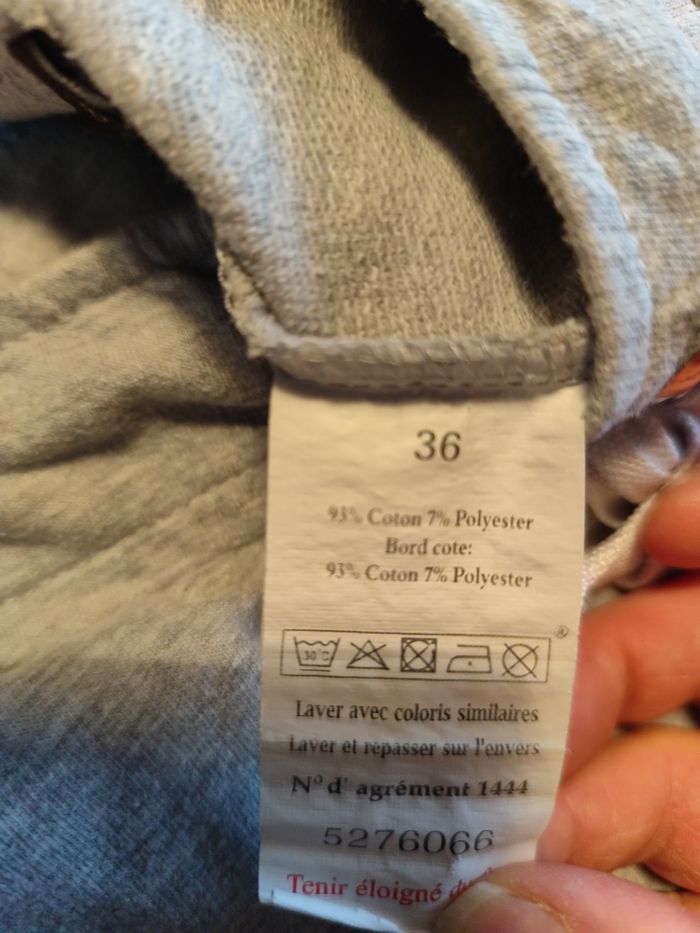 36
93% Coton 7% Polyester
Bord cote:
93% Coton 7% Polyester
30°C
®
Laver avec coloris similaires
Laver et repasser sur l'envers
N° d' agrément 1444
5276066
Tenir éloigné